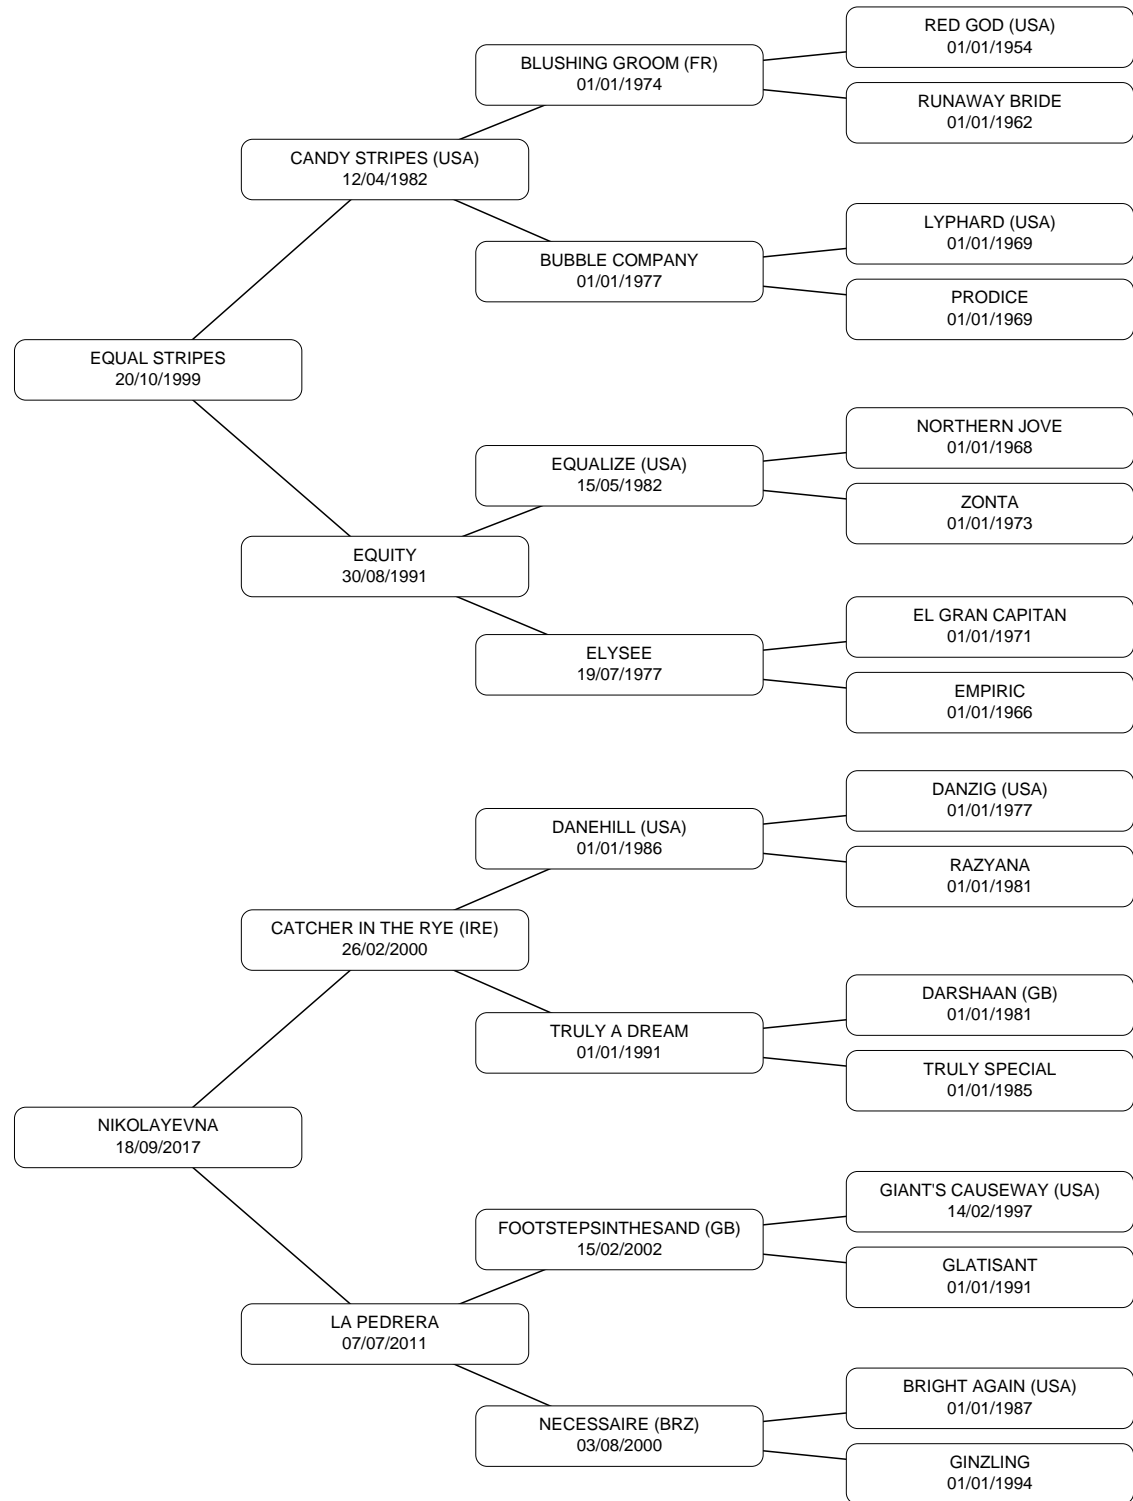 RED GOD (USA)
01/01/1954
BLUSHING GROOM (FR)
01/01/1974
RUNAWAY BRIDE
01/01/1962
CANDY STRIPES (USA)
12/04/1982
LYPHARD (USA)
01/01/1969
BUBBLE COMPANY
01/01/1977
PRODICE
01/01/1969
EQUAL STRIPES
20/10/1999
NORTHERN JOVE
01/01/1968
EQUALIZE (USA)
15/05/1982
ZONTA
01/01/1973
EQUITY
30/08/1991
EL GRAN CAPITAN
01/01/1971
ELYSEE
19/07/1977
EMPIRIC
01/01/1966
DANZIG (USA)
01/01/1977
DANEHILL (USA)
01/01/1986
RAZYANA
01/01/1981
CATCHER IN THE RYE (IRE)
26/02/2000
DARSHAAN (GB)
01/01/1981
TRULY A DREAM
01/01/1991
TRULY SPECIAL
01/01/1985
NIKOLAYEVNA
18/09/2017
GIANT'S CAUSEWAY (USA)
14/02/1997
FOOTSTEPSINTHESAND (GB)
15/02/2002
GLATISANT
01/01/1991
LA PEDRERA
07/07/2011
BRIGHT AGAIN (USA)
01/01/1987
NECESSAIRE (BRZ)
03/08/2000
GINZLING
01/01/1994